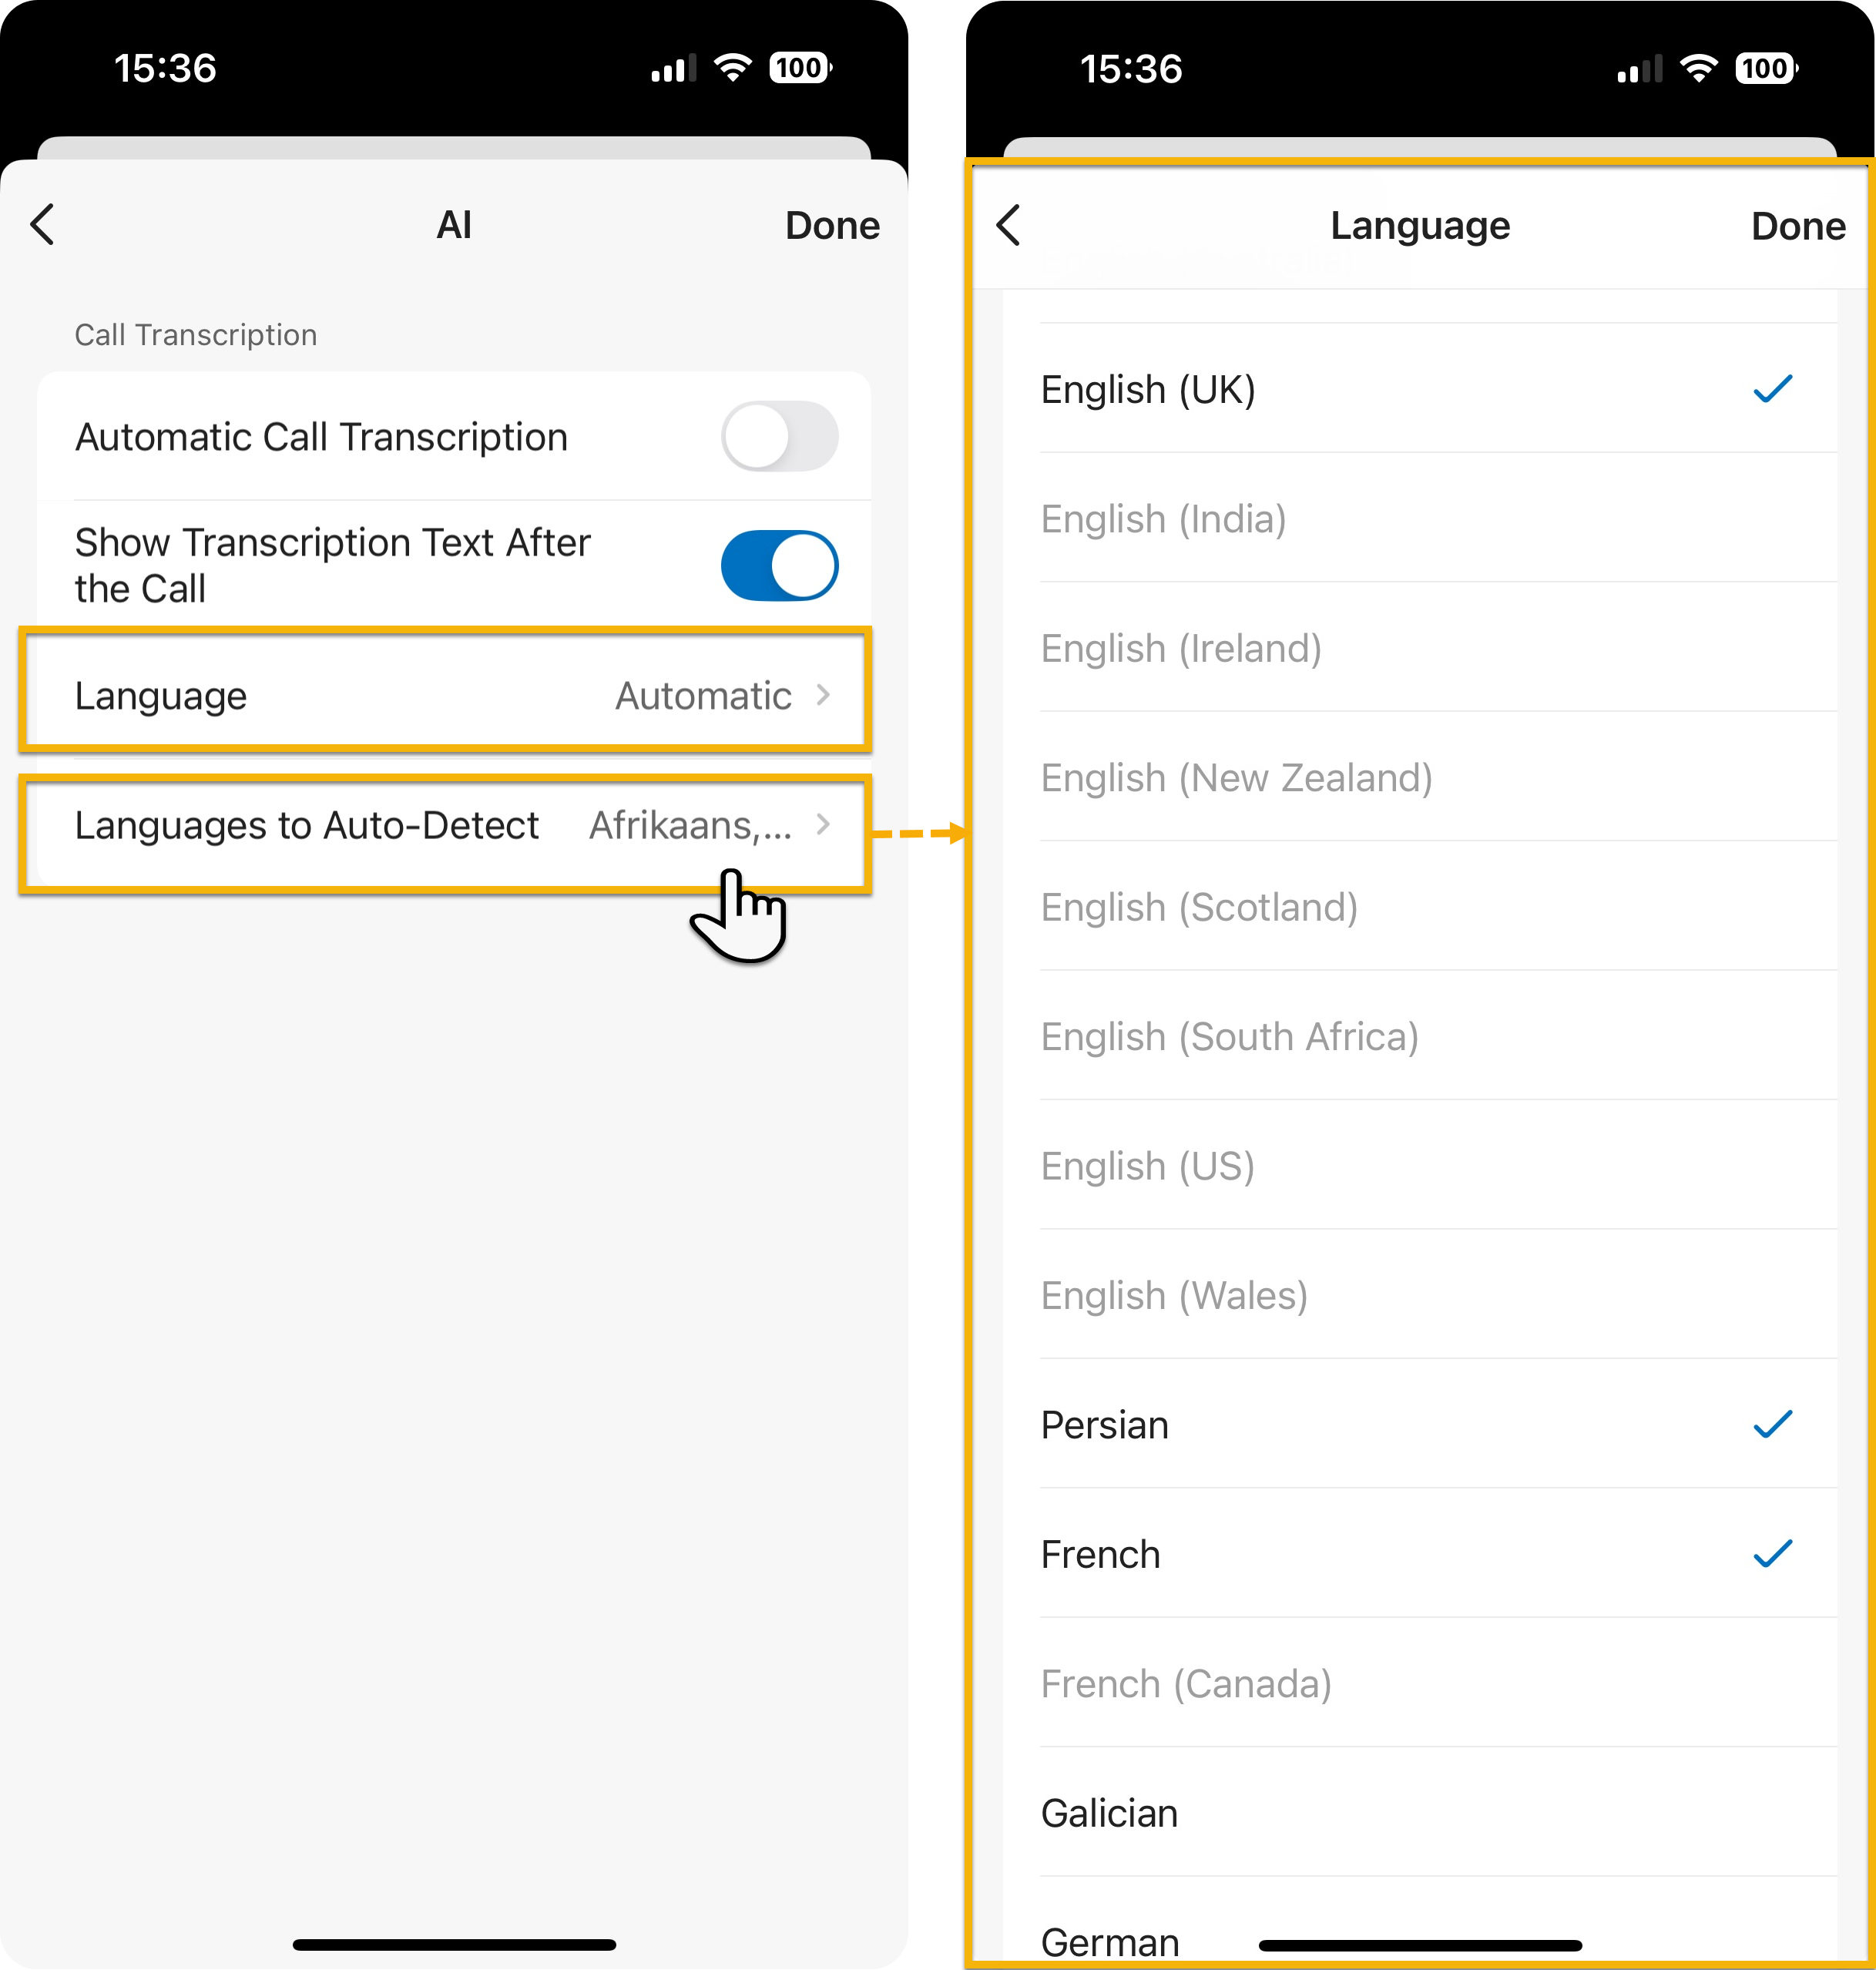 15:36
100
AI
Done
Call Transcription
Automatic Call Transcription
Show Transcription Text After
the Call
Language Automatic
Languages to Auto-Detect Afrikaans,...
15:36
100
Language
Done
English (UK)
English (India)
English (Ireland)
English (New Zealand)
English (Scotland)
English (South Africa)
English (US)
English (Wales)
Persian
French
French (Canada)
Galician
German